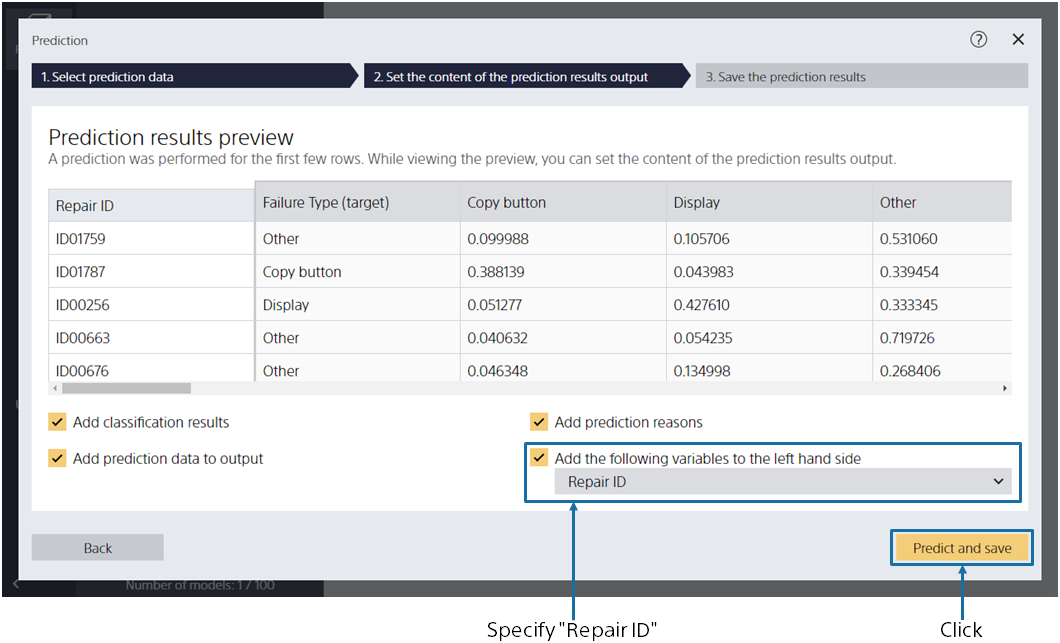 Prediction
1. Select prediction data
2. Set the content of the prediction results output
3. Save the prediction results
Prediction results preview
A prediction was performed for the first few rows. While viewing the preview, you can set the content of the prediction results output.
Repair ID Failure Type (target) Copy button Display Other
ID01759 Other 0.099988 0.105706 0.531060
ID01787 Copy button 0.388139 0.043983 0.339454
ID00256 Display 0.051277 0.427610 0.333345
ID00663 Other 0.040632 0.054235 0.719726
ID00676 Other 0.046348 0.134998 0.268406
Add classification results
Add prediction reasons
Add prediction data to output
Add the following variables to the left hand side
Repair ID
Back
Predict and save
Number of models: 1 / 100
Specify "Repair ID"
Click